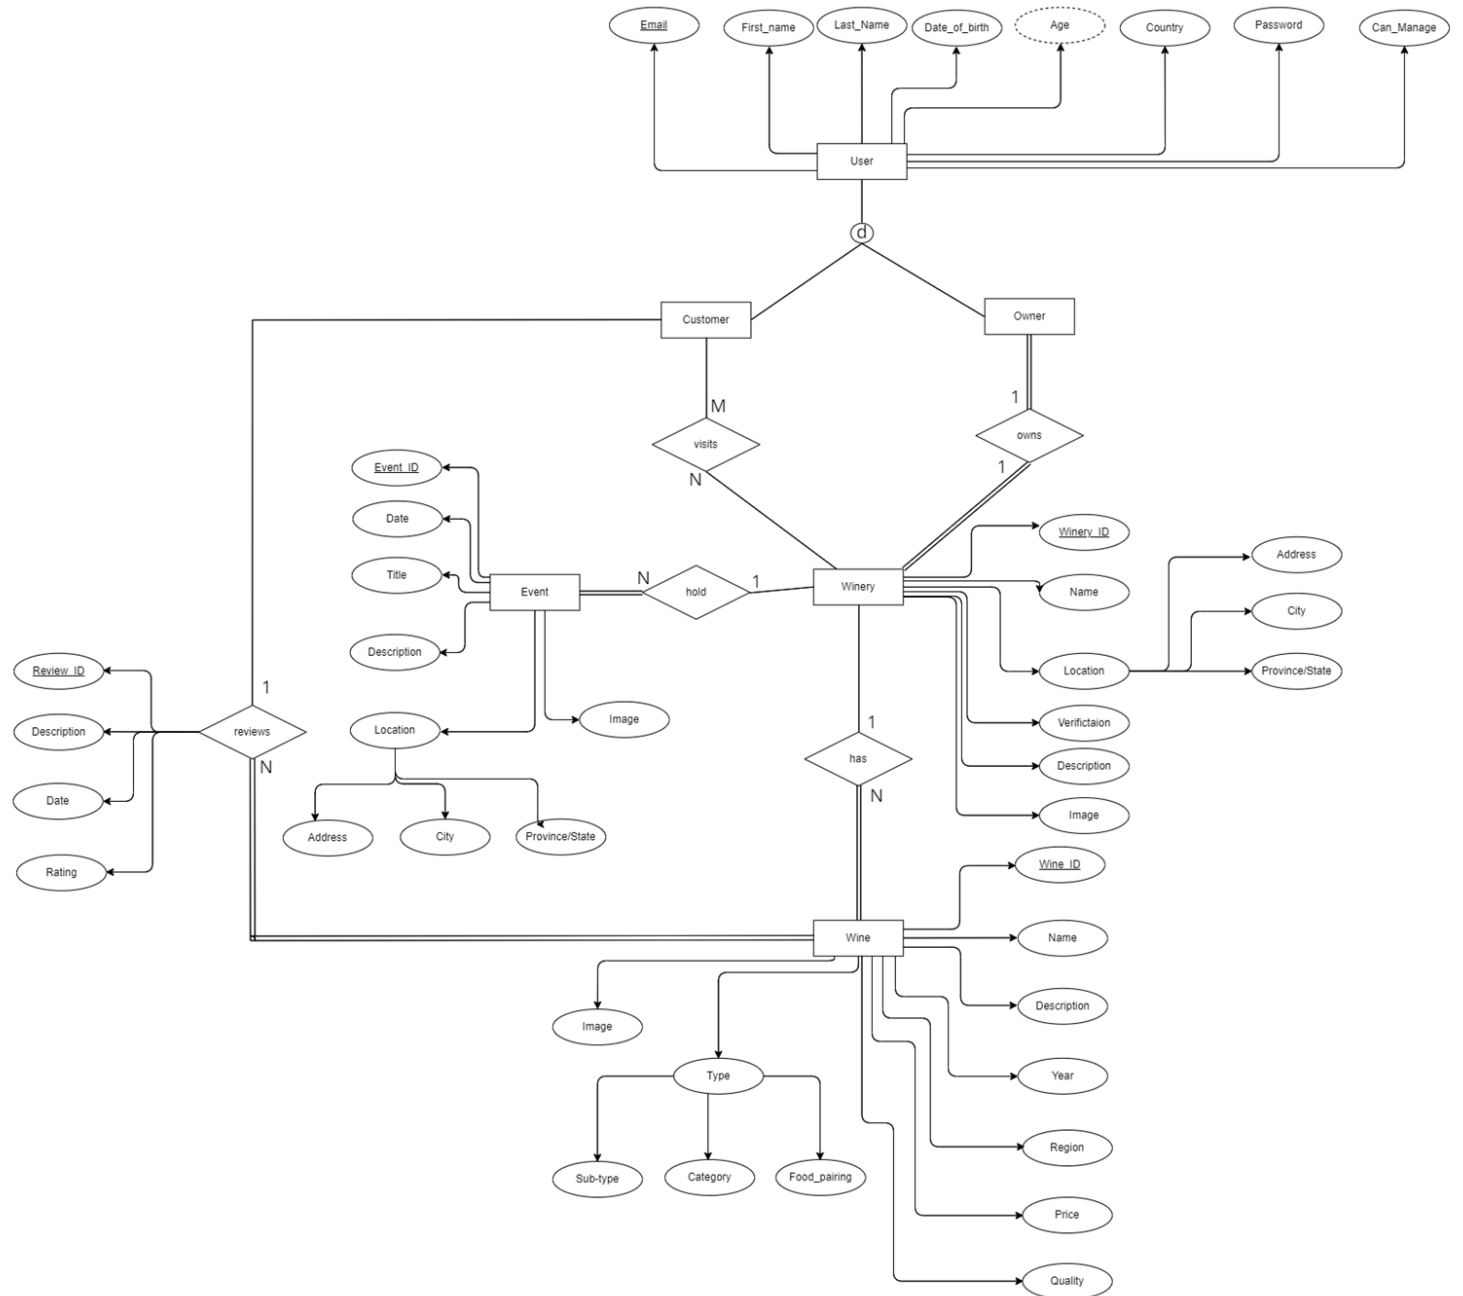 Email
First_name
Last_Name
Date_of_birth
Age
Country
Password
Can_Manage
User
d
Customer
Owner
M
1
visits
owns
N
1
Event_ID
Date
Title
Description
Event
N
hold
1
Winery
Winery_ID
Name
Location
Address
City
Province/State
Verifictaion
Description
Image
Location
Image
Address
City
Province/State
Review_ID
Description
Date
Rating
1
reviews
N
1
has
N
Wine
Wine_ID
Name
Description
Year
Region
Price
Quality
Image
Type
Sub-type
Category
Food_pairing